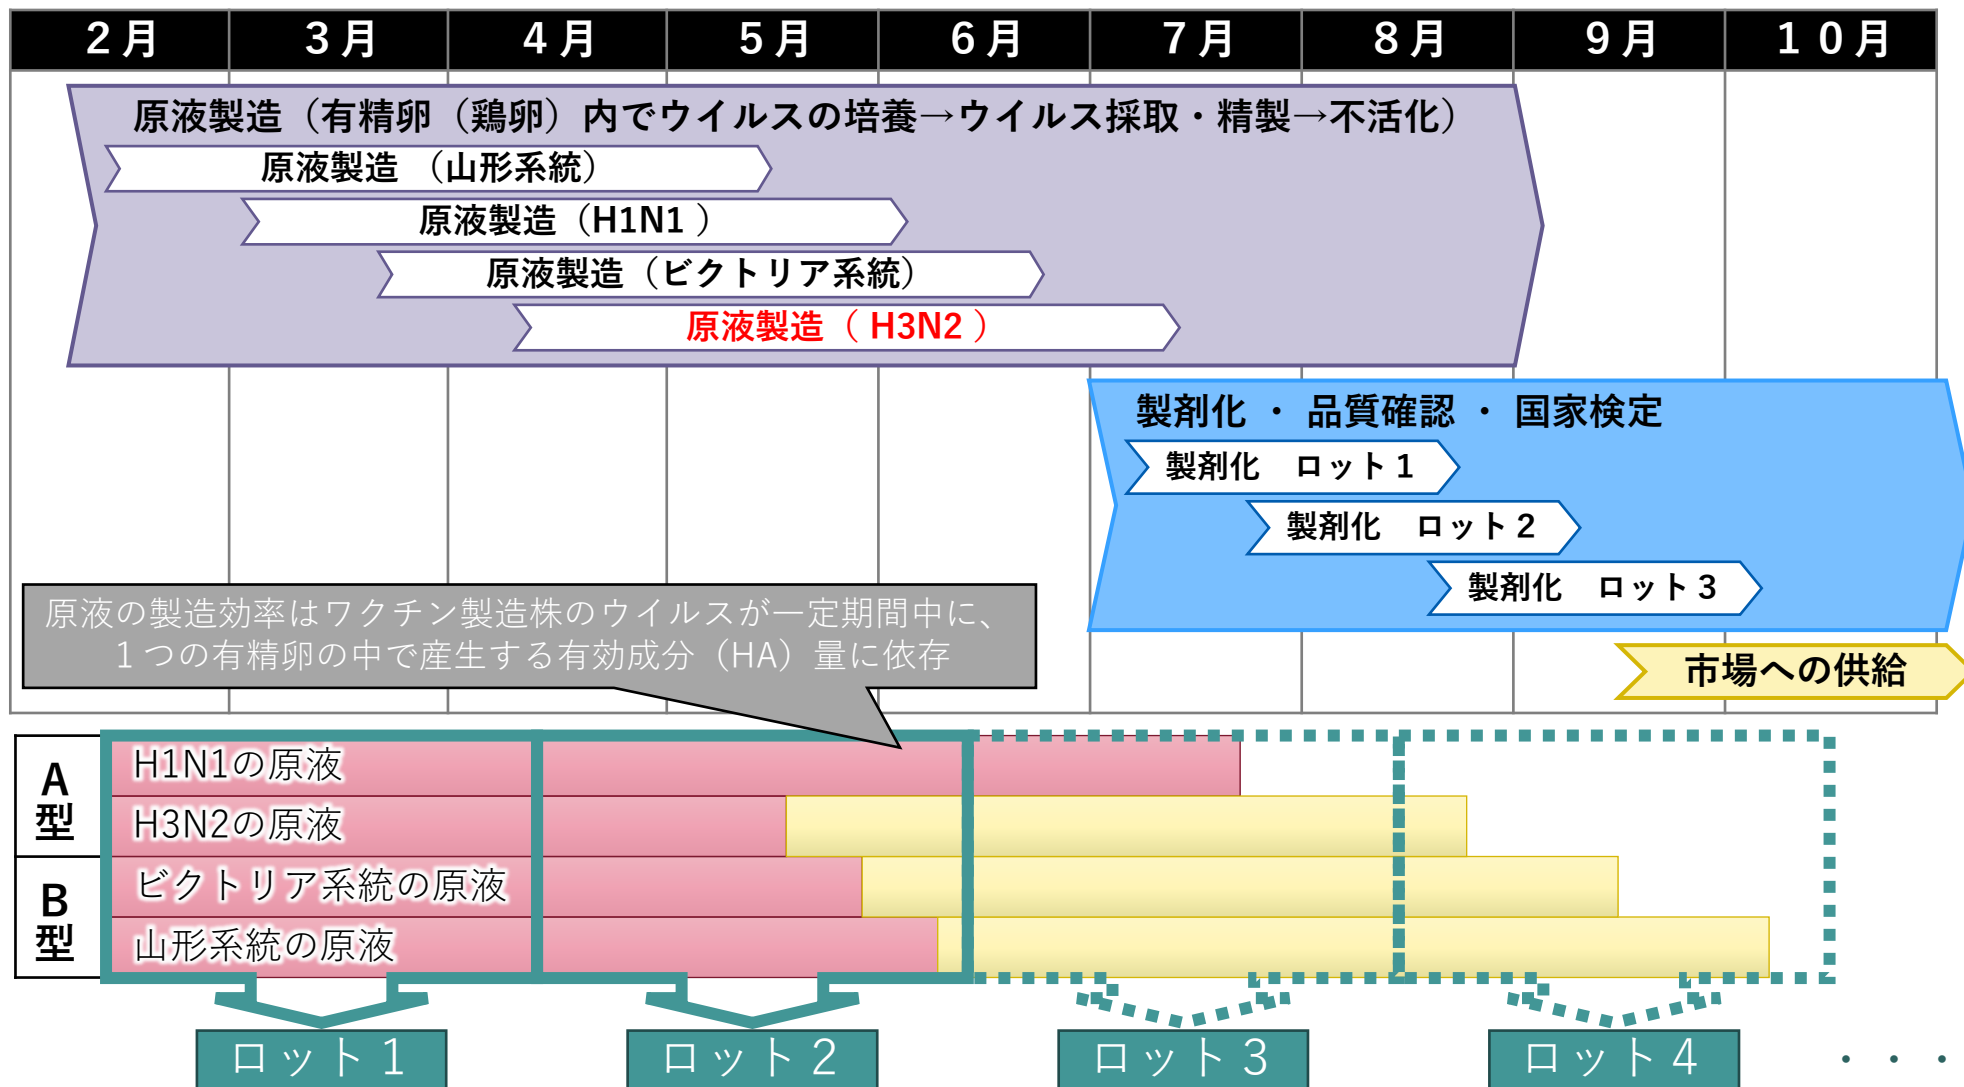 2月 3月 4月 5月 6月 7月 8月 9月 10月
原液製造（有精卵（鶏卵）内でウイルスの培養→ウイルス採取・精製→不活化）
原液製造 （山形系統）
原液製造（H1N1 ）
原液製造（ビクトリア系統）
原液製造（ H3N2 ）
製剤化 ・ 品質確認 ・ 国家検定
製剤化　ロット1
製剤化　ロット2
製剤化　ロット3
原液の製造効率はワクチン製造株のウイルスが一定期間中に、
1つの有精卵の中で産生する有効成分（HA）量に依存
市場への供給
A型
H1N1の原液
H3N2の原液
B型
ビクトリア系統の原液
山形系統の原液
ロット1 ロット2 ロット3 ロット4 ・・・